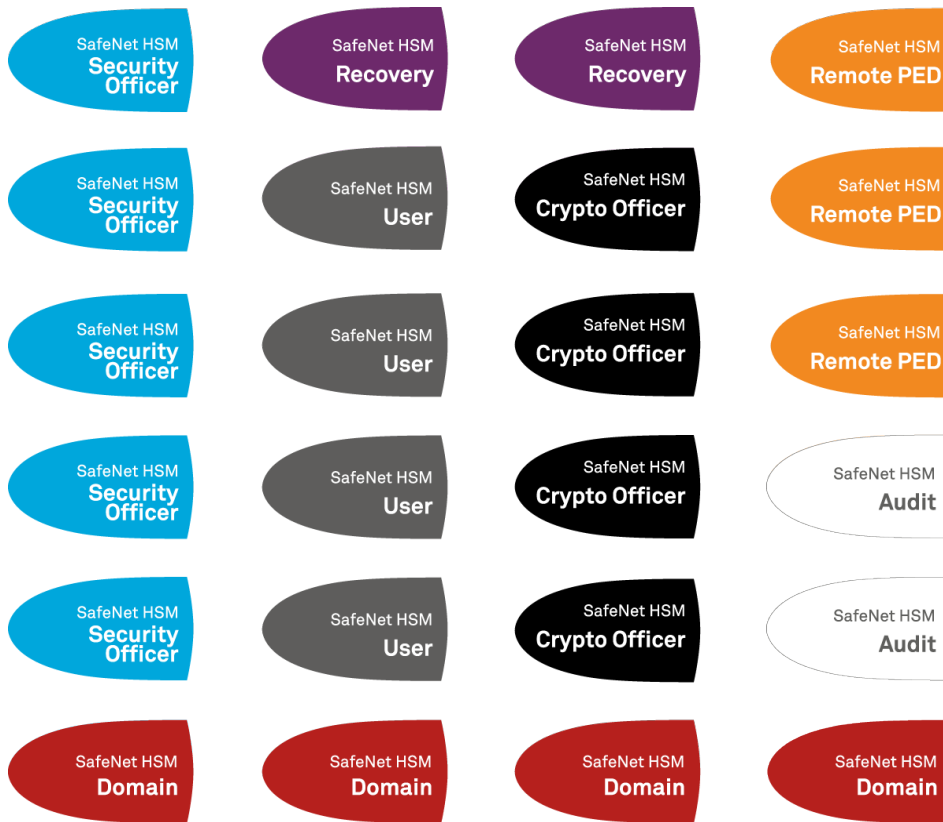 SafeNet HSM
Security
Officer
SafeNet HSM
Recovery
SafeNet HSM
Recovery
SafeNet HSM
Remote PED
SafeNet HSM
Security
Officer
SafeNet HSM
User
SafeNet HSM
Crypto Officer
SafeNet HSM
Remote PED
SafeNet HSM
Security
Officer
SafeNet HSM
User
SafeNet HSM
Crypto Officer
SafeNet HSM
Remote PED
SafeNet HSM
Security
Officer
SafeNet HSM
User
SafeNet HSM
Crypto Officer
SafeNet HSM
Audit
SafeNet HSM
Security
Officer
SafeNet HSM
User
SafeNet HSM
Crypto Officer
SafeNet HSM
Audit
SafeNet HSM
Domain
SafeNet HSM
Domain
SafeNet HSM
Domain
SafeNet HSM
Domain